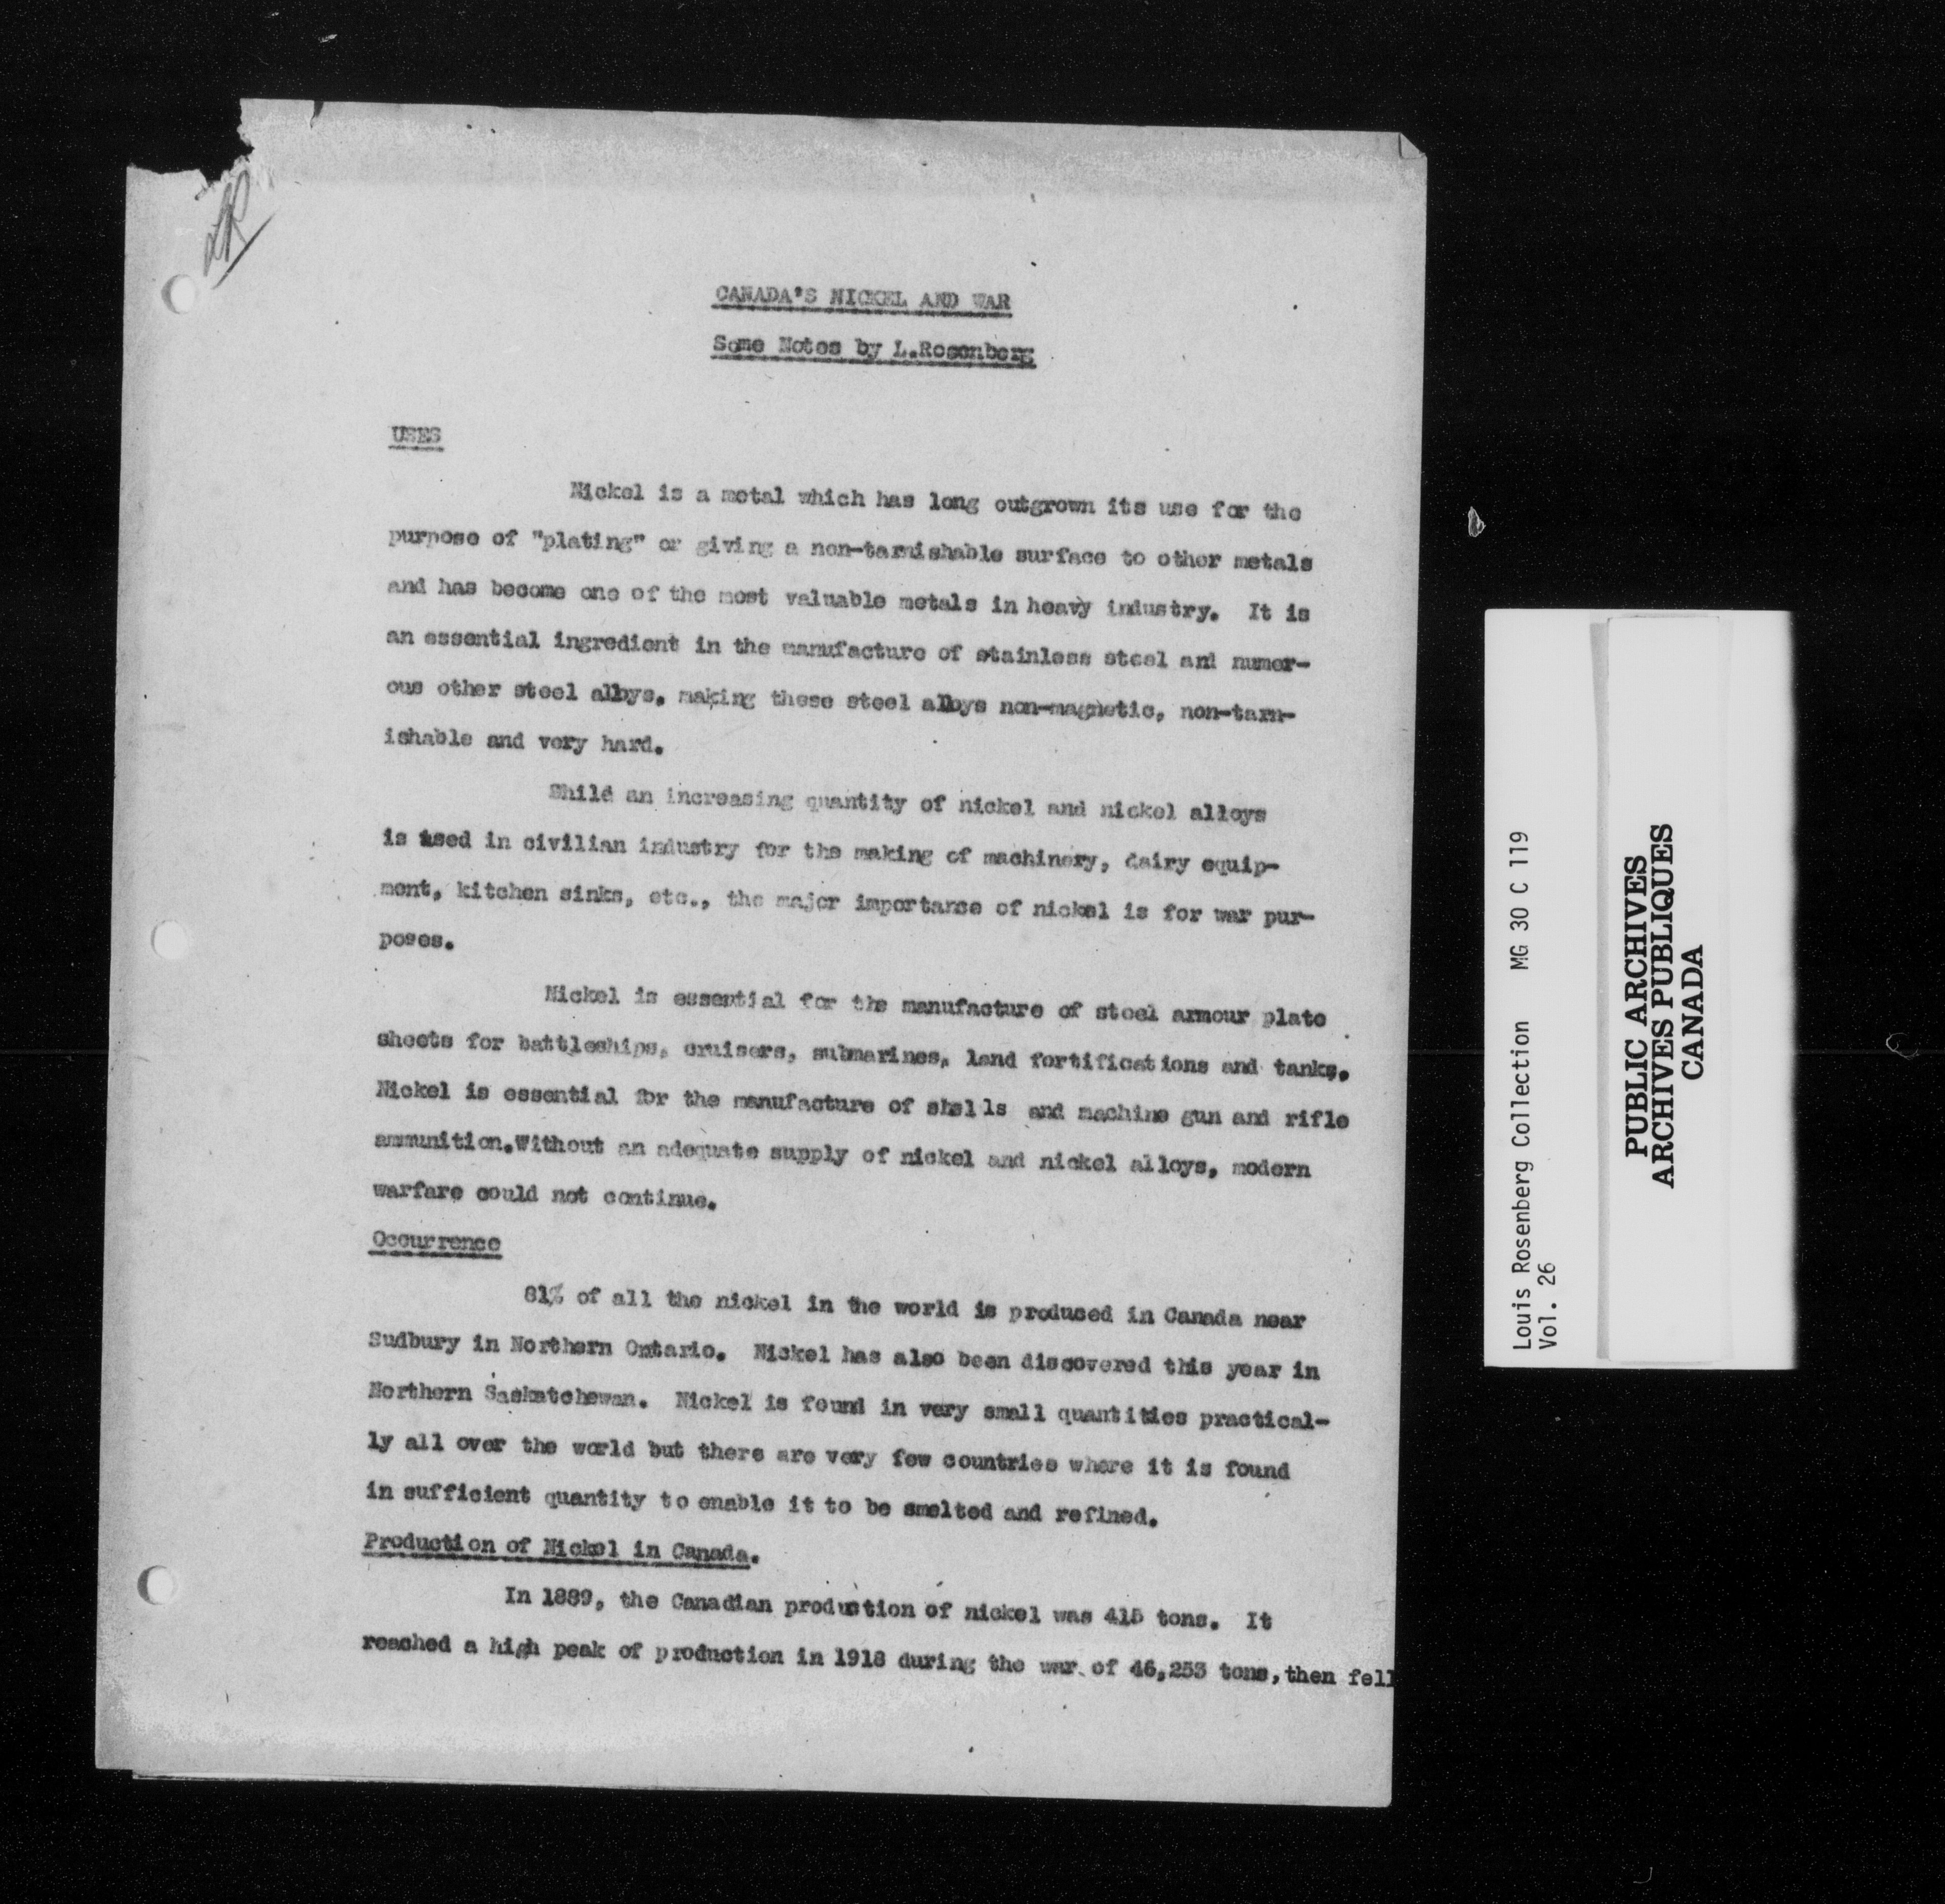 LR
CANADA'S NICKEL AND WAR
Some Notes by L.Rosenberg
USES
Nickel is a metal which has long outgrown its use for the
purpose of "plating" or giving a non-tarnishable surface to other metals
and has become one of the most valuable metals in heavy industry. It is
an essential ingredient in the manufacture of stainless steel and numer-
ous other steel alloys, making these steel alloys non-magnetic, non-tarn-
ishable and very hard.
Shile an increasing quantity of nickel and nickel alloys
is used in civilian industry for the making of machinery, dairy equip-
ment, kitchen sinks, etc., the major importance of nickel is for war pur-
poses.
Nickel is essential for the manufacture of steel armour plate
sheets for battleships, cruisers, submarines, land fortifications and tanks.
Nickel is essential for the manufacture of shells and machine gun and rifle
ammunition.Without an adequate supply of nickel and nickel alloys, modern
warfare could not continue.
Occurrence
81% of all the nickel in the world is produced in Canada near
Sudbury in Northern Ontario. Nickel has also been discovered this year in
Northern Saskatchewan. Nickel is found in very small quantities practical-
ly all over the world but there are very few countries where it is found
in sufficient quantity to enable it to be smelted and refined.
Production of Nickel in Canada.
In 1889, the Canadian production of nickel was 415 tons. It
reached a high peak of production in 1918 during the war of 46,253 tons,then fell
Louis Rosenberg Collection MG 30 C 119
Vol. 26
PUBLIC ARCHIVES
ARCHIVES PUBLIQUES
CANADA